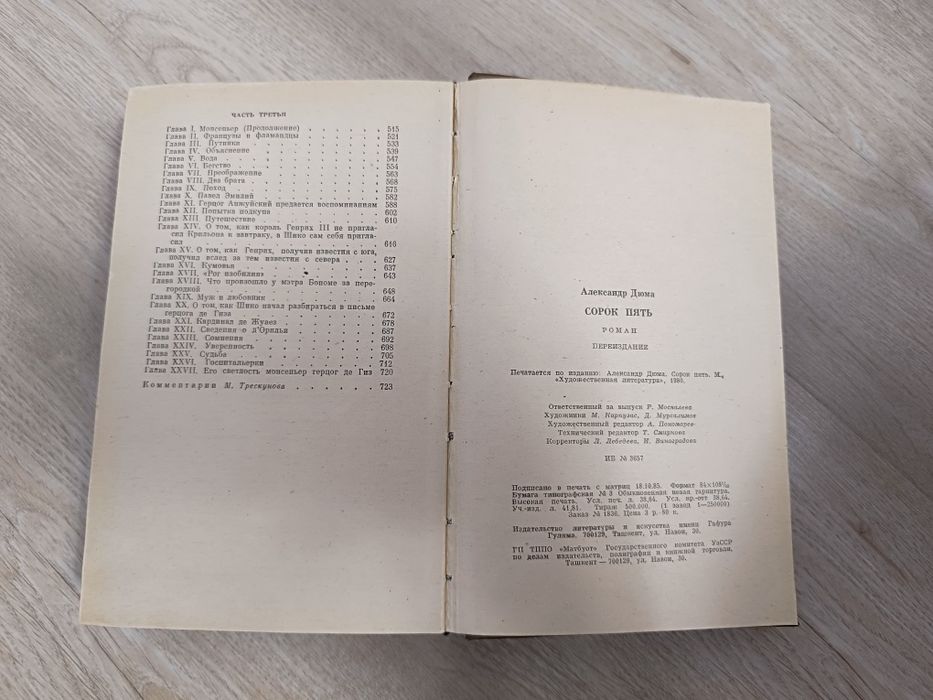 ЧАСТЬ ТРЕТЬЯ
Глава I. Монсеньер (Продолжение) . . . . . . 515
Глава II. Французы и фламандцы . . . . . . 521
Глава III. Путники . . . . . . . . . . 533
Глава IV. Объяснение . . . . . . . . . 539
Глава V. Вода . . . . . . . . . . . 547
Глава VI. Бегство . . . . . . . . . . 554
Глава VII. Преображение . . . . . . . . 563
Глава VIII. Два брата . . . . . . . . . 568
Глава IX. Поход . . . . . . . . . . 575
Глава X. Павел Эмилий . . . . . . . . 582
Глава XI. Герцог Анжуйский предается воспоминаниям 588
Глава XII. Попытка подкупа . . . . . . . 602
Глава XIII. Путешествие . . . . . . . . 610
Глава XIV. О том, как король Генрих III не пригла-
сил Крильона к завтраку, а Шико сам себя пригла-
сил . . . . . . . . . . . . . 616
Глава XV. О том, как Генрих, получив известия с юга,
получил вслед за тем известия с севера . . . 627
Глава XVI. Кумовья . . . . . . . . . 637
Глава XVII. «Рог изобилия» . . . . . . . 643
Глава XVIII. Что произошло у мэтра Бономе за пере-
городкой . . . . . . . . . . . 648
Глава XIX. Муж и любовник . . . . . . . 664
Глава XX. О том, как Шико начал разбираться в письме
герцога де Гиза . . . . . . . . . . 672
Глава XXI. Кардинал де Жуаез . . . . . . 678
Глава XXII. Сведения о д'Орильи . . . . . 687
Глава XXIII. Сомнения . . . . . . . . 692
Глава XXIV. Уверенность . . . . . . . . 698
Глава XXV. Судьба . . . . . . . . . 705
Глава XXVI. Госпитальерки . . . . . . . 712
Глава XXVII. Его светлость монсеньер герцог де Гиз 720
Комментарии М. Трескунова . . . . . . 723
Александр Дюма
СОРОК ПЯТЬ
РОМАН
ПЕРЕИЗДАНИЕ
Печатается по изданию: Александр Дюма. Сорок пять. М.,
«Художественная литература», 1980.
Ответственный за выпуск Р. Москалева
Художники М. Карпузас, Д. Мурзалимов
Художественный редактор А. Пономарев
Технический редактор Т. Смирнова
Корректоры Л. Лебедева, И. Виноградова
ИБ № 3657
Подписано в печать с матриц 18.10.85. Формат 84×108¹/₃₂
Бумага типографская № 3 Обыкновенная новая гарнитура.
Высокая печать. Усл. печ. л. 38,64. Усл. кр.-отт 38,64.
Уч.-изд. л. 41,81. Тираж 500.000. (1 завод 1—250000)
Заказ № 1836. Цена 3 р. 80 к.
Издательство литературы и искусства имени Гафура
Гуляма. 700129, Ташкент, ул. Навои, 30.
ГП ТППО «Матбуот» Государственного комитета УзССР
по делам издательств, полиграфии и книжной торговли,
Ташкент — 700129, ул. Навои, 30.